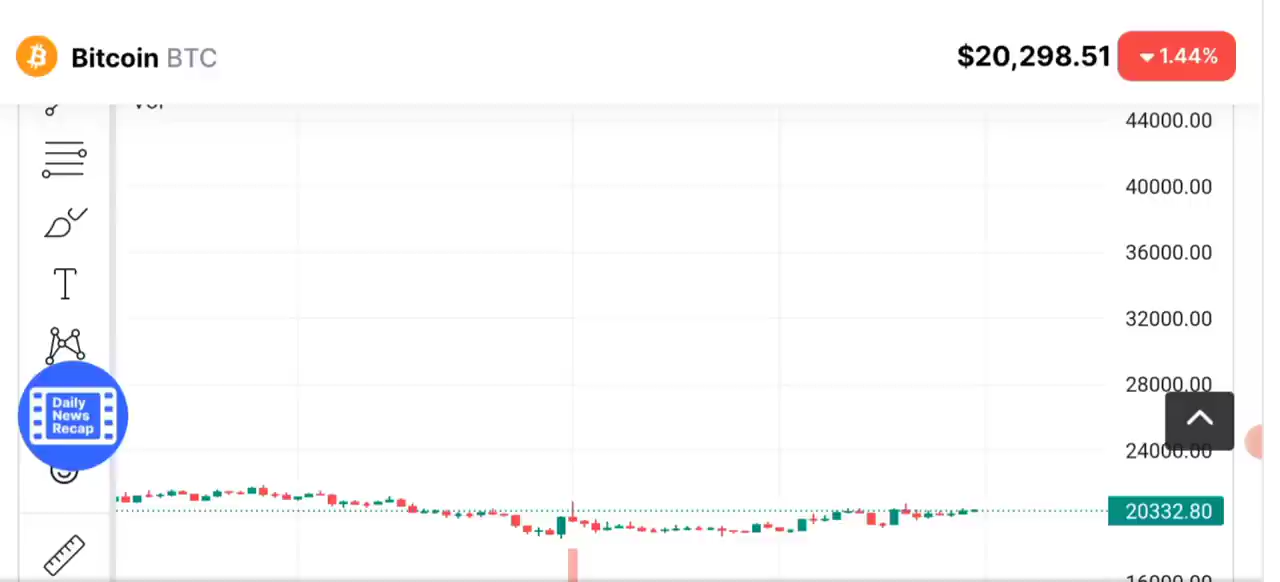 Bitcoin BTC
$20,298.51
1.44%
44000.00
40000.00
36000.00
32000.00
28000.00
24000.00
20332.80
16000.00
Daily
News
Recap